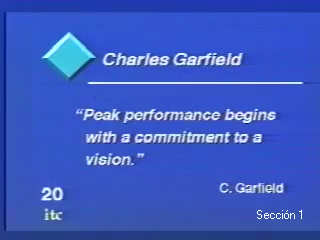 Charles Garfield
“Peak performance begins
with a commitment to a
vision.”
C. Garfield
20
itc
Sección 1